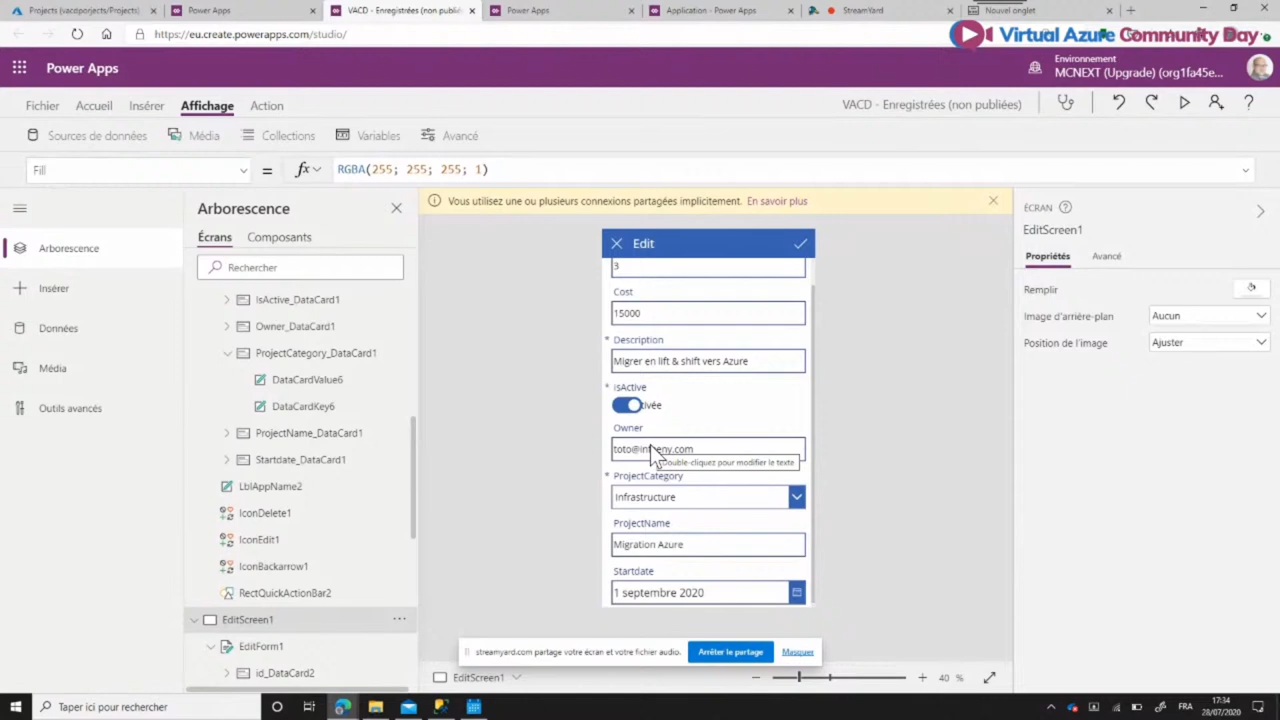 Projects (vacdporjects/Projects)
Power Apps
VACD - Enregistrées (non publiée
Power Apps
Application - Power Apps
StreamYard
Nouvel onglet
https://eu.create.powerapps.com/studio/
Virtual Azure Community Day
Power Apps
Environnement
MCNEXT (Upgrade) (org1fa45e...
Fichier
Accueil
Insérer
Affichage
Action
VACD - Enregistrées (non publiées)
Sources de données
Média
Collections
Variables
Avancé
Fill
=
fx
RGBA(255; 255; 255; 1)
Arborescence
Vous utilisez une ou plusieurs connexions partagées implicitement. En savoir plus
ÉCRAN
EditScreen1
Écrans
Composants
Arborescence
Propriétés
Avancé
Rechercher
Insérer
Remplir
Image d'arrière-plan
Aucun
Position de l'image
Ajuster
Données
Média
Outils avancés
IsActive_DataCard1
Owner_DataCard1
ProjectCategory_DataCard1
DataCardValue6
DataCardKey6
ProjectName_DataCard1
Startdate_DataCard1
LblAppName2
IconDelete1
IconEdit1
IconBackarrow1
RectQuickActionBar2
EditScreen1
EditForm1
id_DataCard2
Edit
3
Cost
15000
* Description
Migrer en lift & shift vers Azure
* IsActive
ivée
Owner
Double-cliquez pour modifier le texte
* ProjectCategory
Infrastructure
ProjectName
Migration Azure
Startdate
1 septembre 2020
streamyard.com partage votre écran et votre fichier audio.
Arrêter le partage
Masquer
EditScreen1
40 %
Taper ici pour rechercher
FRA
17:34
28/07/2020